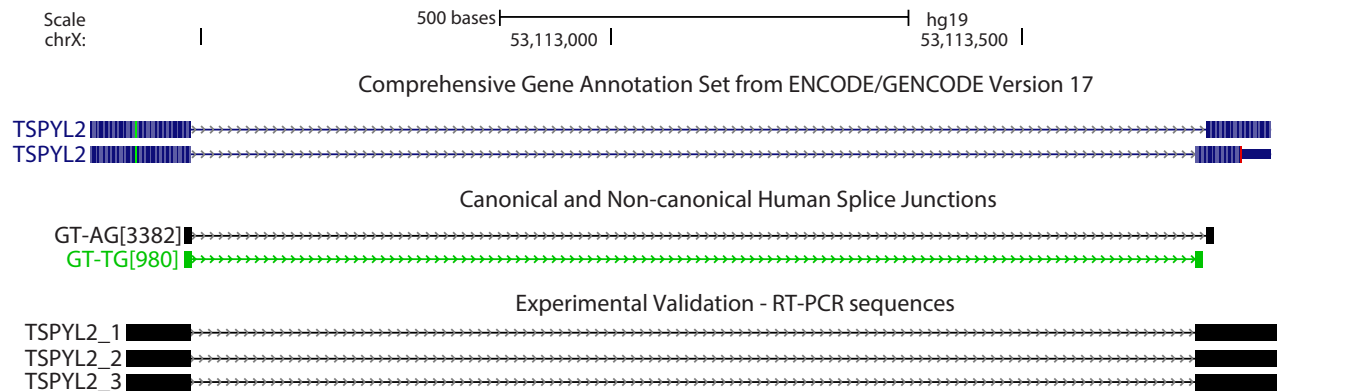 Scale 500 bases hg19
chrX: 53,113,000 53,113,500
Comprehensive Gene Annotation Set from ENCODE/GENCODE Version 17
TSPYL2
TSPYL2
Canonical and Non-canonical Human Splice Junctions
GT-AG[3382]
GT-TG[980]
Experimental Validation - RT-PCR sequences
TSPYL2_1
TSPYL2_2
TSPYL2_3